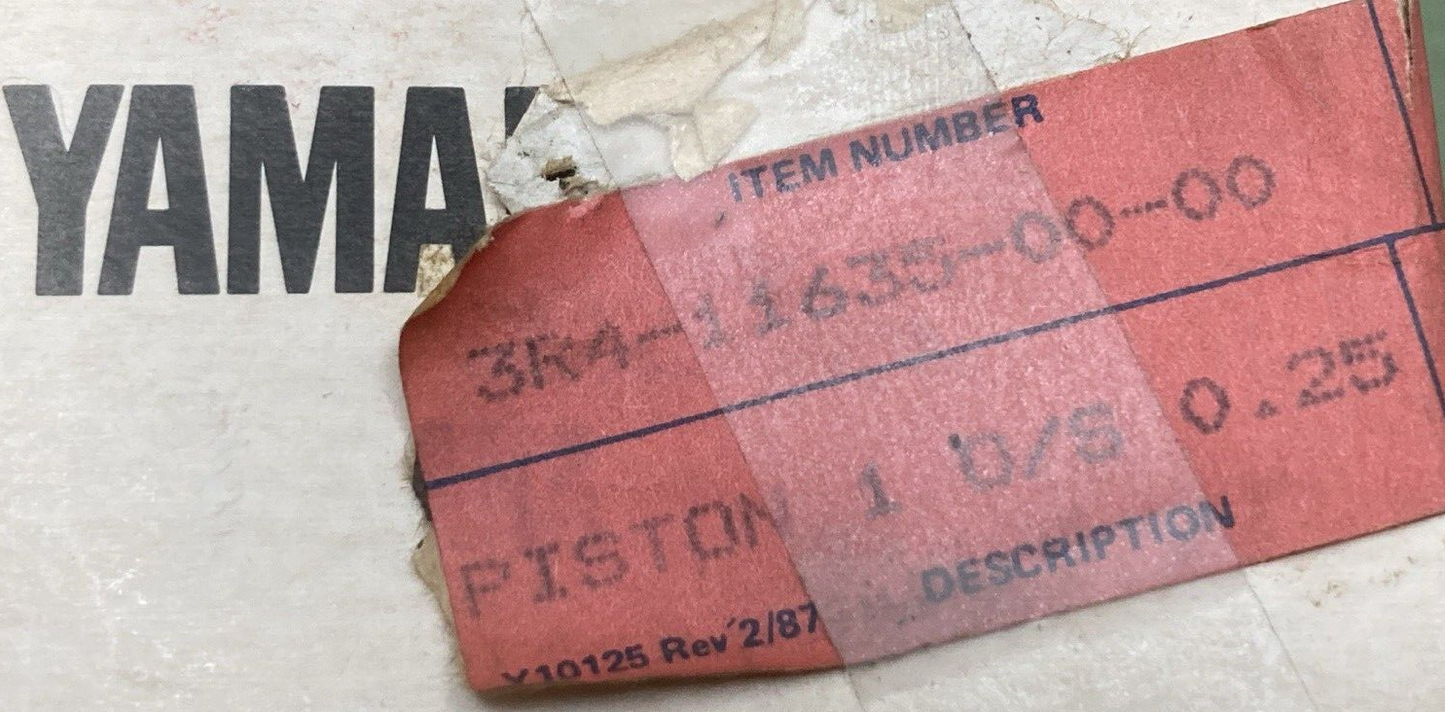 YAMA
ITEM NUMBER
3R4-11635-00-00
PISTON 1 O/S 0.25
DESCRIPTION
Y10125 Rev 2/87